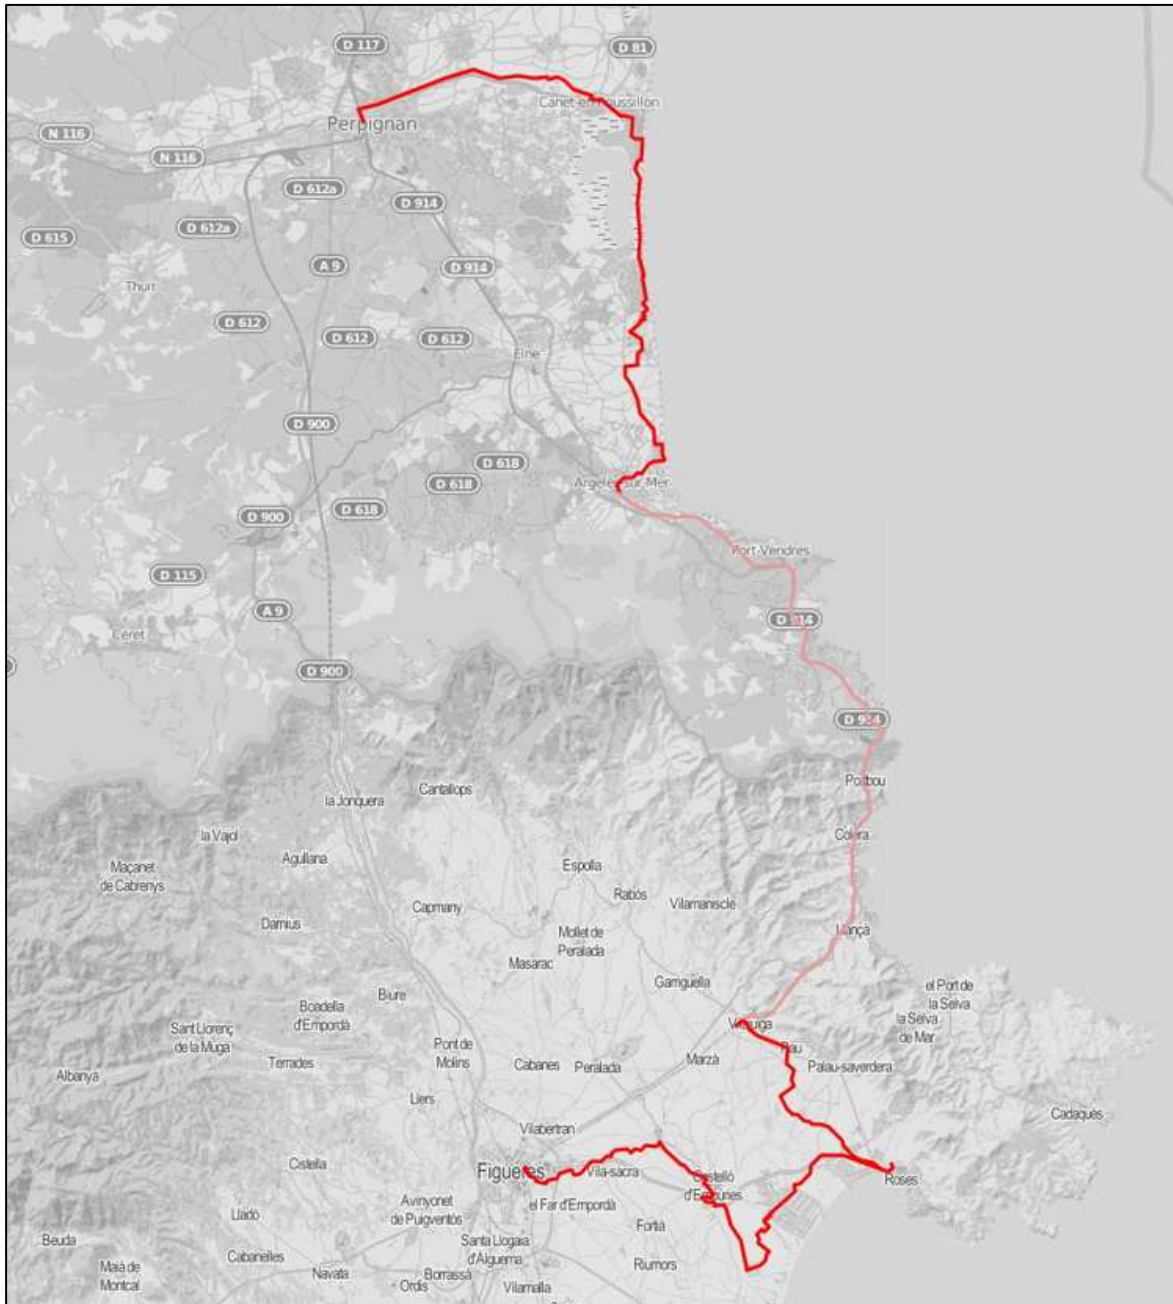 D 117
D 81
Canet-en-Roussillon
Perpignan
N 116
N 116
D 612a
D 914
D 612a
D 615
A 9
D 914
Thuir
D 612
D 612
D 612
Elne
D 900
D 618
D 618
Argelès-sur-Mer
D 618
D 900
Port-Vendres
D 115
A 9
D 914
Céret
D 900
D 914
Portbou
Cantallops
la Jonquera
Colera
la Vajol
Agullana
Maçanet
de Cabrenys
Espolla
Rabós
Vilamaniscle
Capmany
Darnius
Llançà
Mollet de
Peralada
Masarac
Garriguella
el Port de
la Selva
Biure
Boadella
d'Empordà
la Selva
de Mar
Sant Llorenç
de la Muga
Vilajuïga
Pau
Pont de
Molins
Terrades
Cabanes
Peralada
Marzà
Palau-saverdera
Albanyà
Llers
Cadaqués
Vilabertran
Cistella
Figueres
Vila-sacra
Castelló
d'Empúries
Roses
Avinyonet
de Puigventós
el Far d'Empordà
Lladó
Fortià
Beuda
Santa Llogaia
d'Àlguema
Cabanelles
Riumors
Maià de
Montcal
Navata
Borrassà
Ordis
Vilamalla